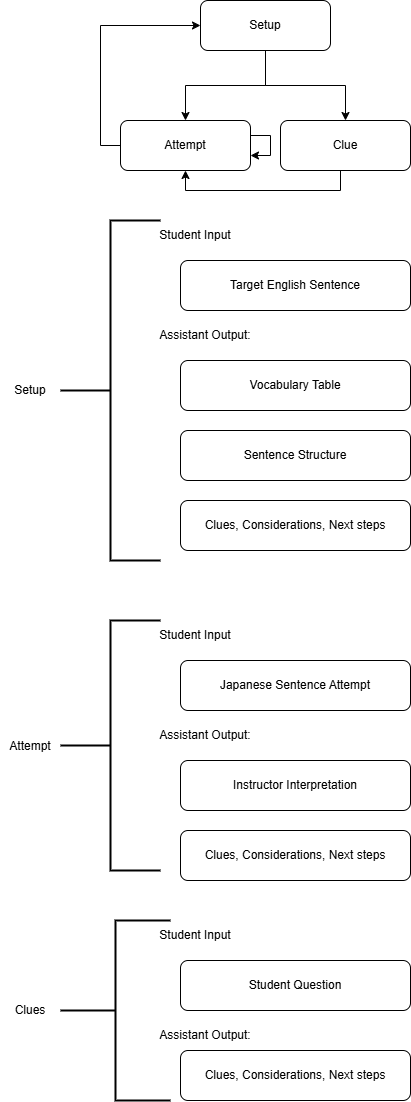 Setup
Attempt
Clue
Student Input
Target English Sentence
Assistant Output:
Vocabulary Table
Setup
Sentence Structure
Clues, Considerations, Next steps
Student Input
Japanese Sentence Attempt
Assistant Output:
Attempt
Instructor Interpretation
Clues, Considerations, Next steps
Student Input
Student Question
Clues
Assistant Output:
Clues, Considerations, Next steps